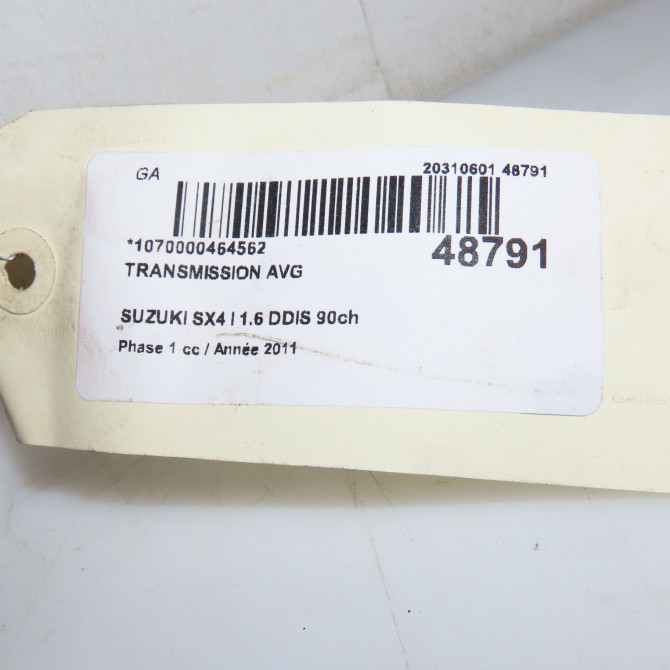 GA 20310601 48791
*1070000464562 48791
TRANSMISSION AVG
SUZUKI SX4 I 1.6 DDIS 90ch
Phase 1 cc / Année 2011